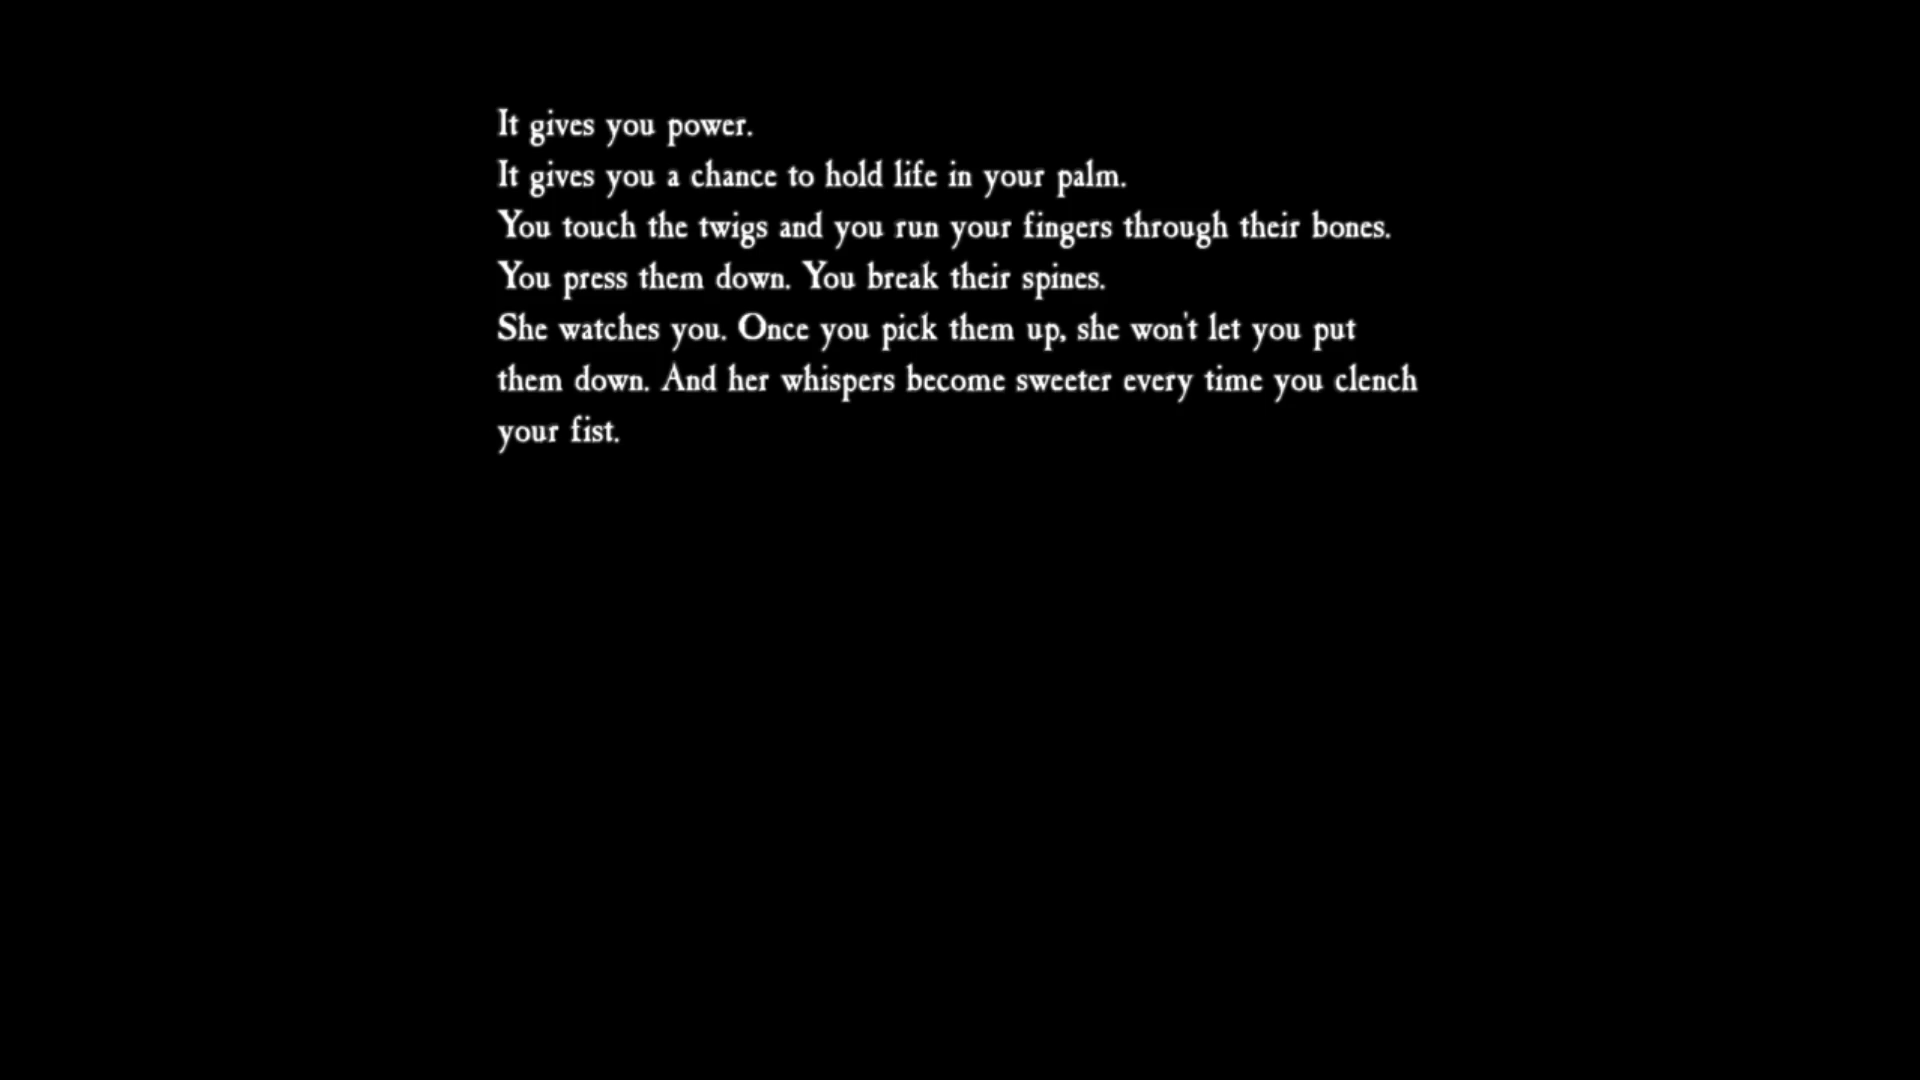 It gives you power.
It gives you a chance to hold life in your palm.
You touch the twigs and you run your fingers through their bones.
You press them down. You break their spines.
She watches you. Once you pick them up, she won't let you put
them down. And her whispers become sweeter every time you clench
your fist.